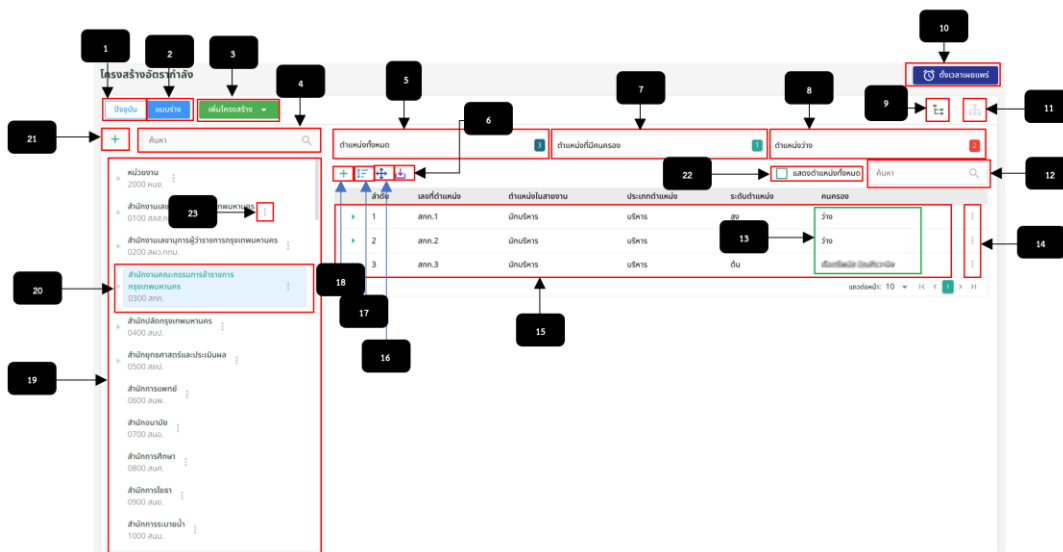 1
2
3
4
5
6
7
8
9
10
11
โครงสร้างอัตรากำลัง
ตั้งเวลาเผยแพร่
ปัจจุบัน
แบบร่าง
เพิ่มโครงสร้าง
21
ค้นหา
ตำแหน่งทั้งหมด 3
ตำแหน่งที่มีคนครอง 1
ตำแหน่งว่าง 2
22
แสดงตำแหน่งทั้งหมด
ค้นหา
12
หน่วยงาน
2000 หนง.
23
0100
สำนักงานเลขานุการผู้ว่าราชการกรุงเทพมหานคร
0200 สผว.กทม.
20
สำนักงานคณะกรรมการข้าราชการ
กรุงเทพมหานคร
0300 สกก.
สำนักปลัดกรุงเทพมหานคร
0400 สนป.
19
สำนักยุทธศาสตร์และประเมินผล
0500 สยป.
สำนักการแพทย์
0600 สนพ.
สำนักอนามัย
0700 สนอ.
สำนักการศึกษา
0800 สนศ.
สำนักการโยธา
0900 สนย.
สำนักการระบายน้ำ
1000 สนน.
ลำดับ เลขที่ตำแหน่ง ตำแหน่งในสายงาน ประเภทตำแหน่ง ระดับตำแหน่ง คนครอง
1 สกก.1 นักบริหาร บริหาร สูง ว่าง
2 สกก.2 นักบริหาร บริหาร ว่าง
3 สกก.3 นักบริหาร บริหาร ต้น
13
14
แถวต่อหน้า: 10
1
18
17
16
15